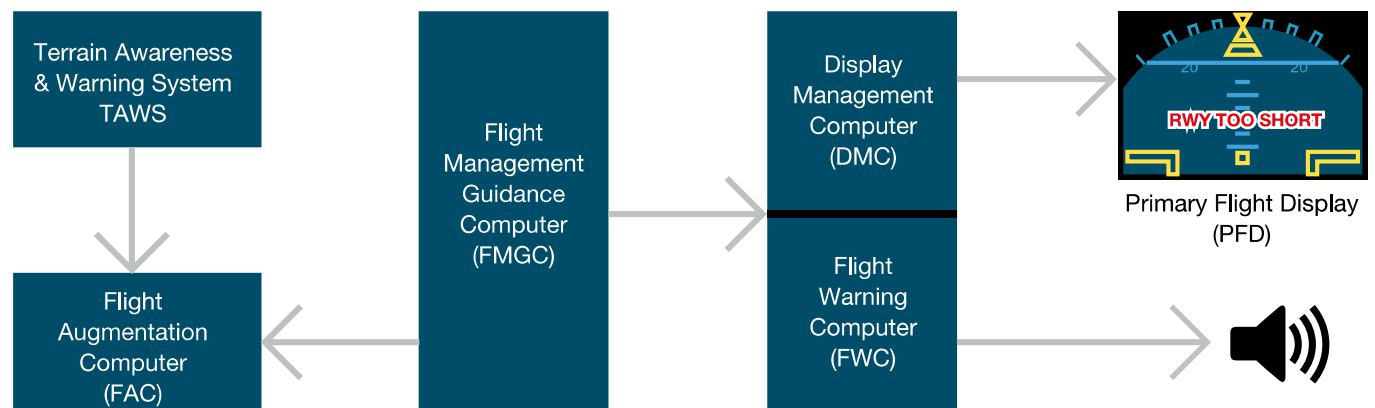 Terrain Awareness
& Warning System
TAWS
Flight
Augmentation
Computer
(FAC)
Flight
Management
Guidance
Computer
(FMGC)
Display
Management
Computer
(DMC)
Flight
Warning
Computer
(FWC)
20 20
RWY TOO SHORT
Primary Flight Display
(PFD)